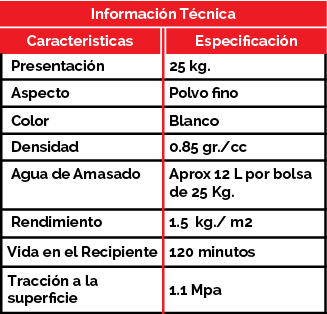 Información Técnica
Caracteristicas Especificación
Presentación 25 kg.
Aspecto Polvo fino
Color Blanco
Densidad 0.85 gr./cc
Agua de Amasado Aprox 12 L por bolsa
de 25 Kg.
Rendimiento 1.5 kg./ m2
Vida en el Recipiente 120 minutos
Tracción a la
superficie 1.1 Mpa